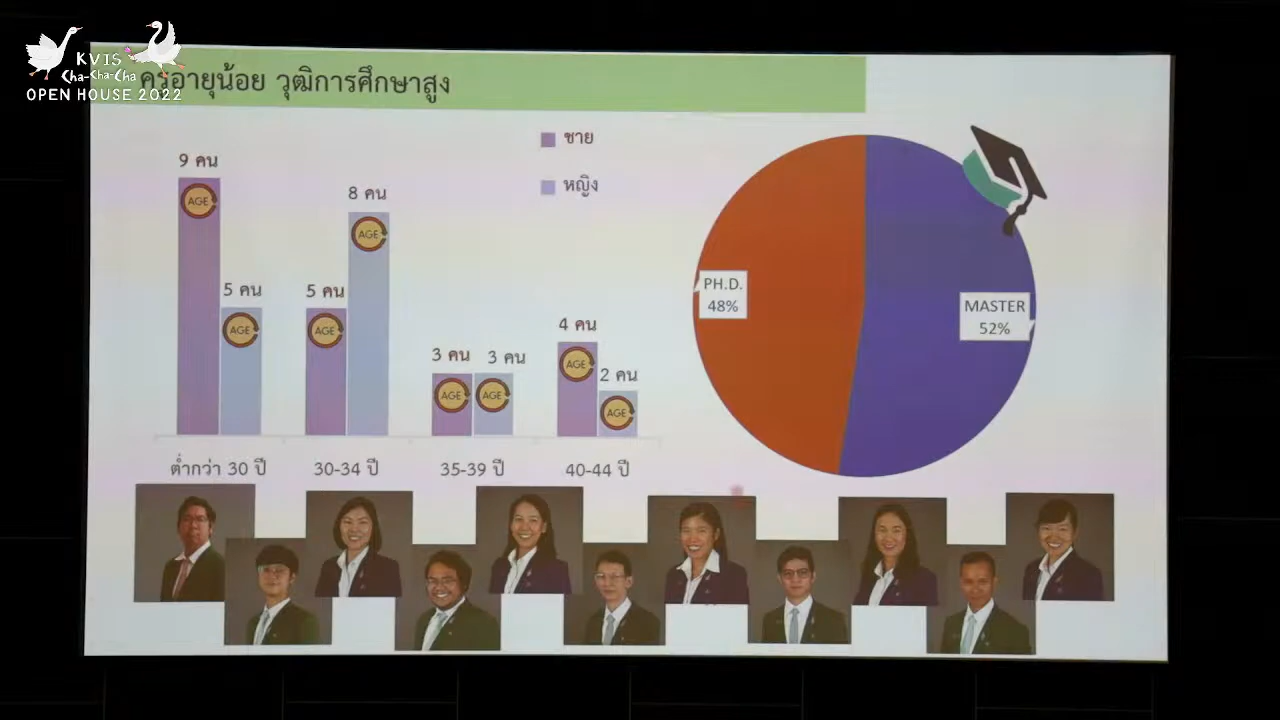 KVIS
Cha-Cha-Cha
OPEN HOUSE 2022
ครูอายุน้อย วุฒิการศึกษาสูง
ชาย
หญิง
9 คน
5 คน
5 คน
8 คน
3 คน
3 คน
4 คน
2 คน
AGE
AGE
AGE
AGE
AGE
AGE
AGE
AGE
ต่ำกว่า 30 ปี
30-34 ปี
35-39 ปี
40-44 ปี
PH.D.
48%
MASTER
52%